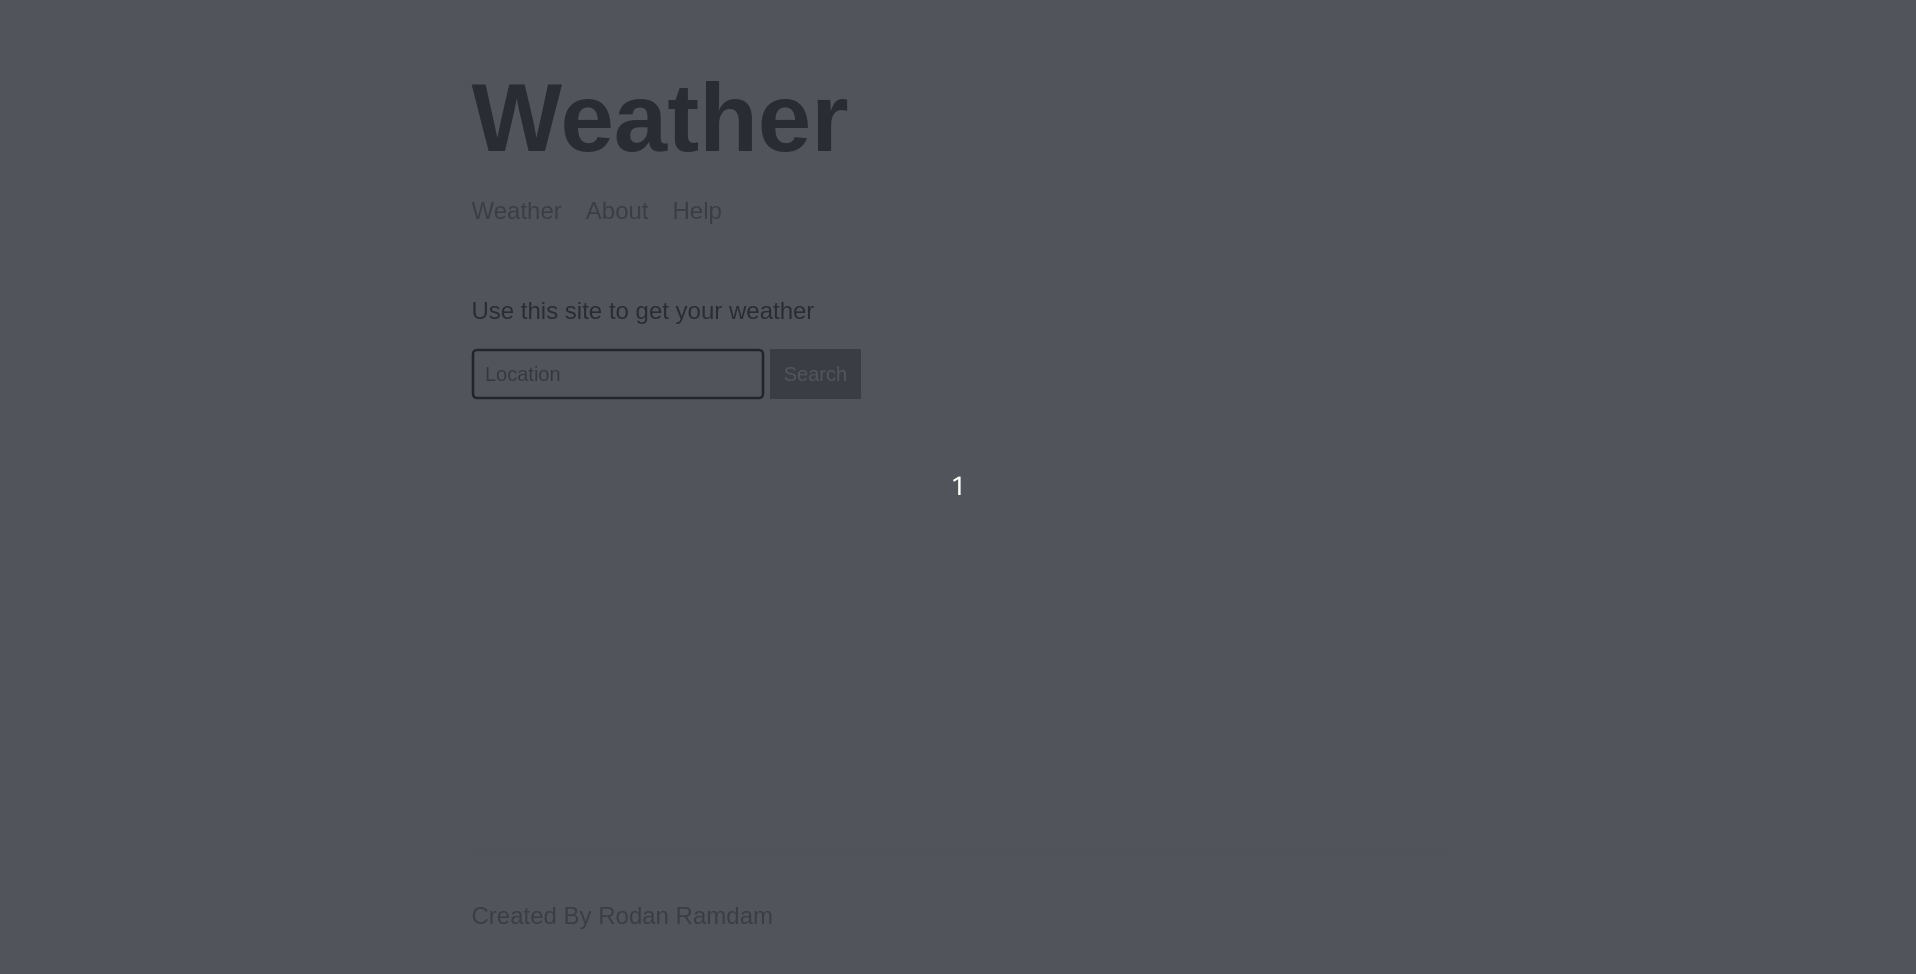 Weather
Weather About Help
Use this site to get your weather
Location Search
1
Created By Rodan Ramdam